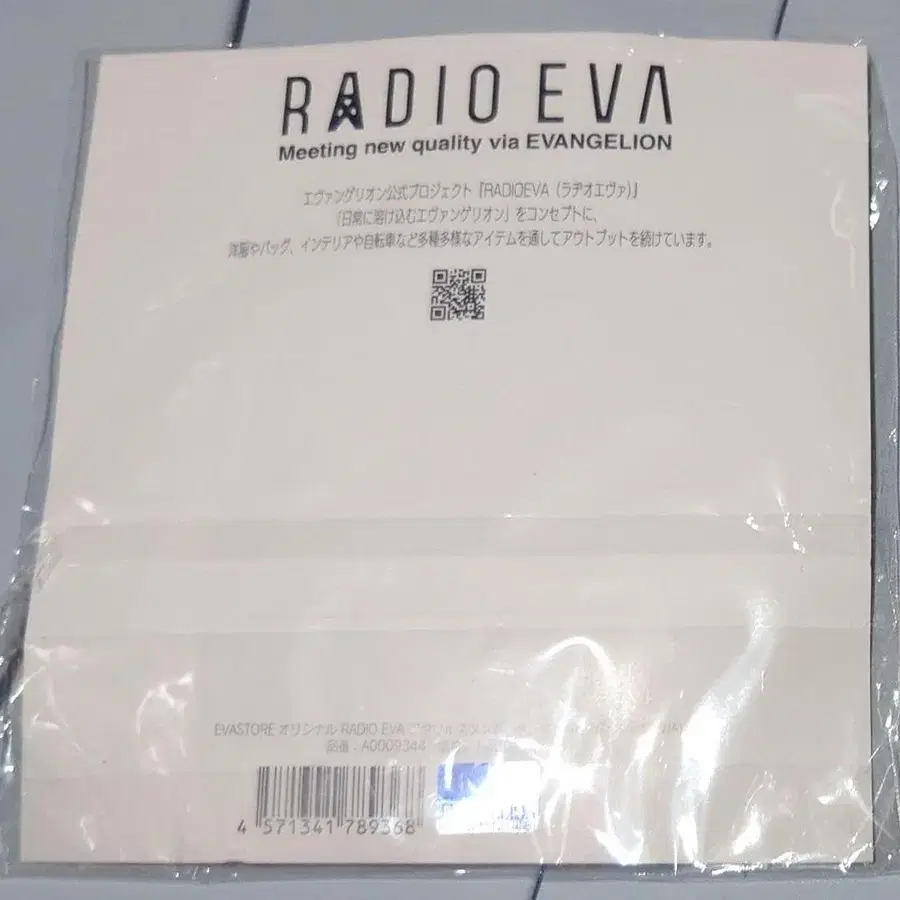 RADIO EVA
Meeting new quality via EVANGELION
エヴァンゲリオン公式プロジェクト『RADIOEVA（ラヂオエヴァ）』
「日常に溶け込むエヴァンゲリオン」をコンセプトに、
洋服やバッグ、インテリアや自転車など多種多様なアイテムを通してアウトプットを続けています。
EVASTORE オリジナル RADIO EVA
品番：A0009344
4 571341 789368